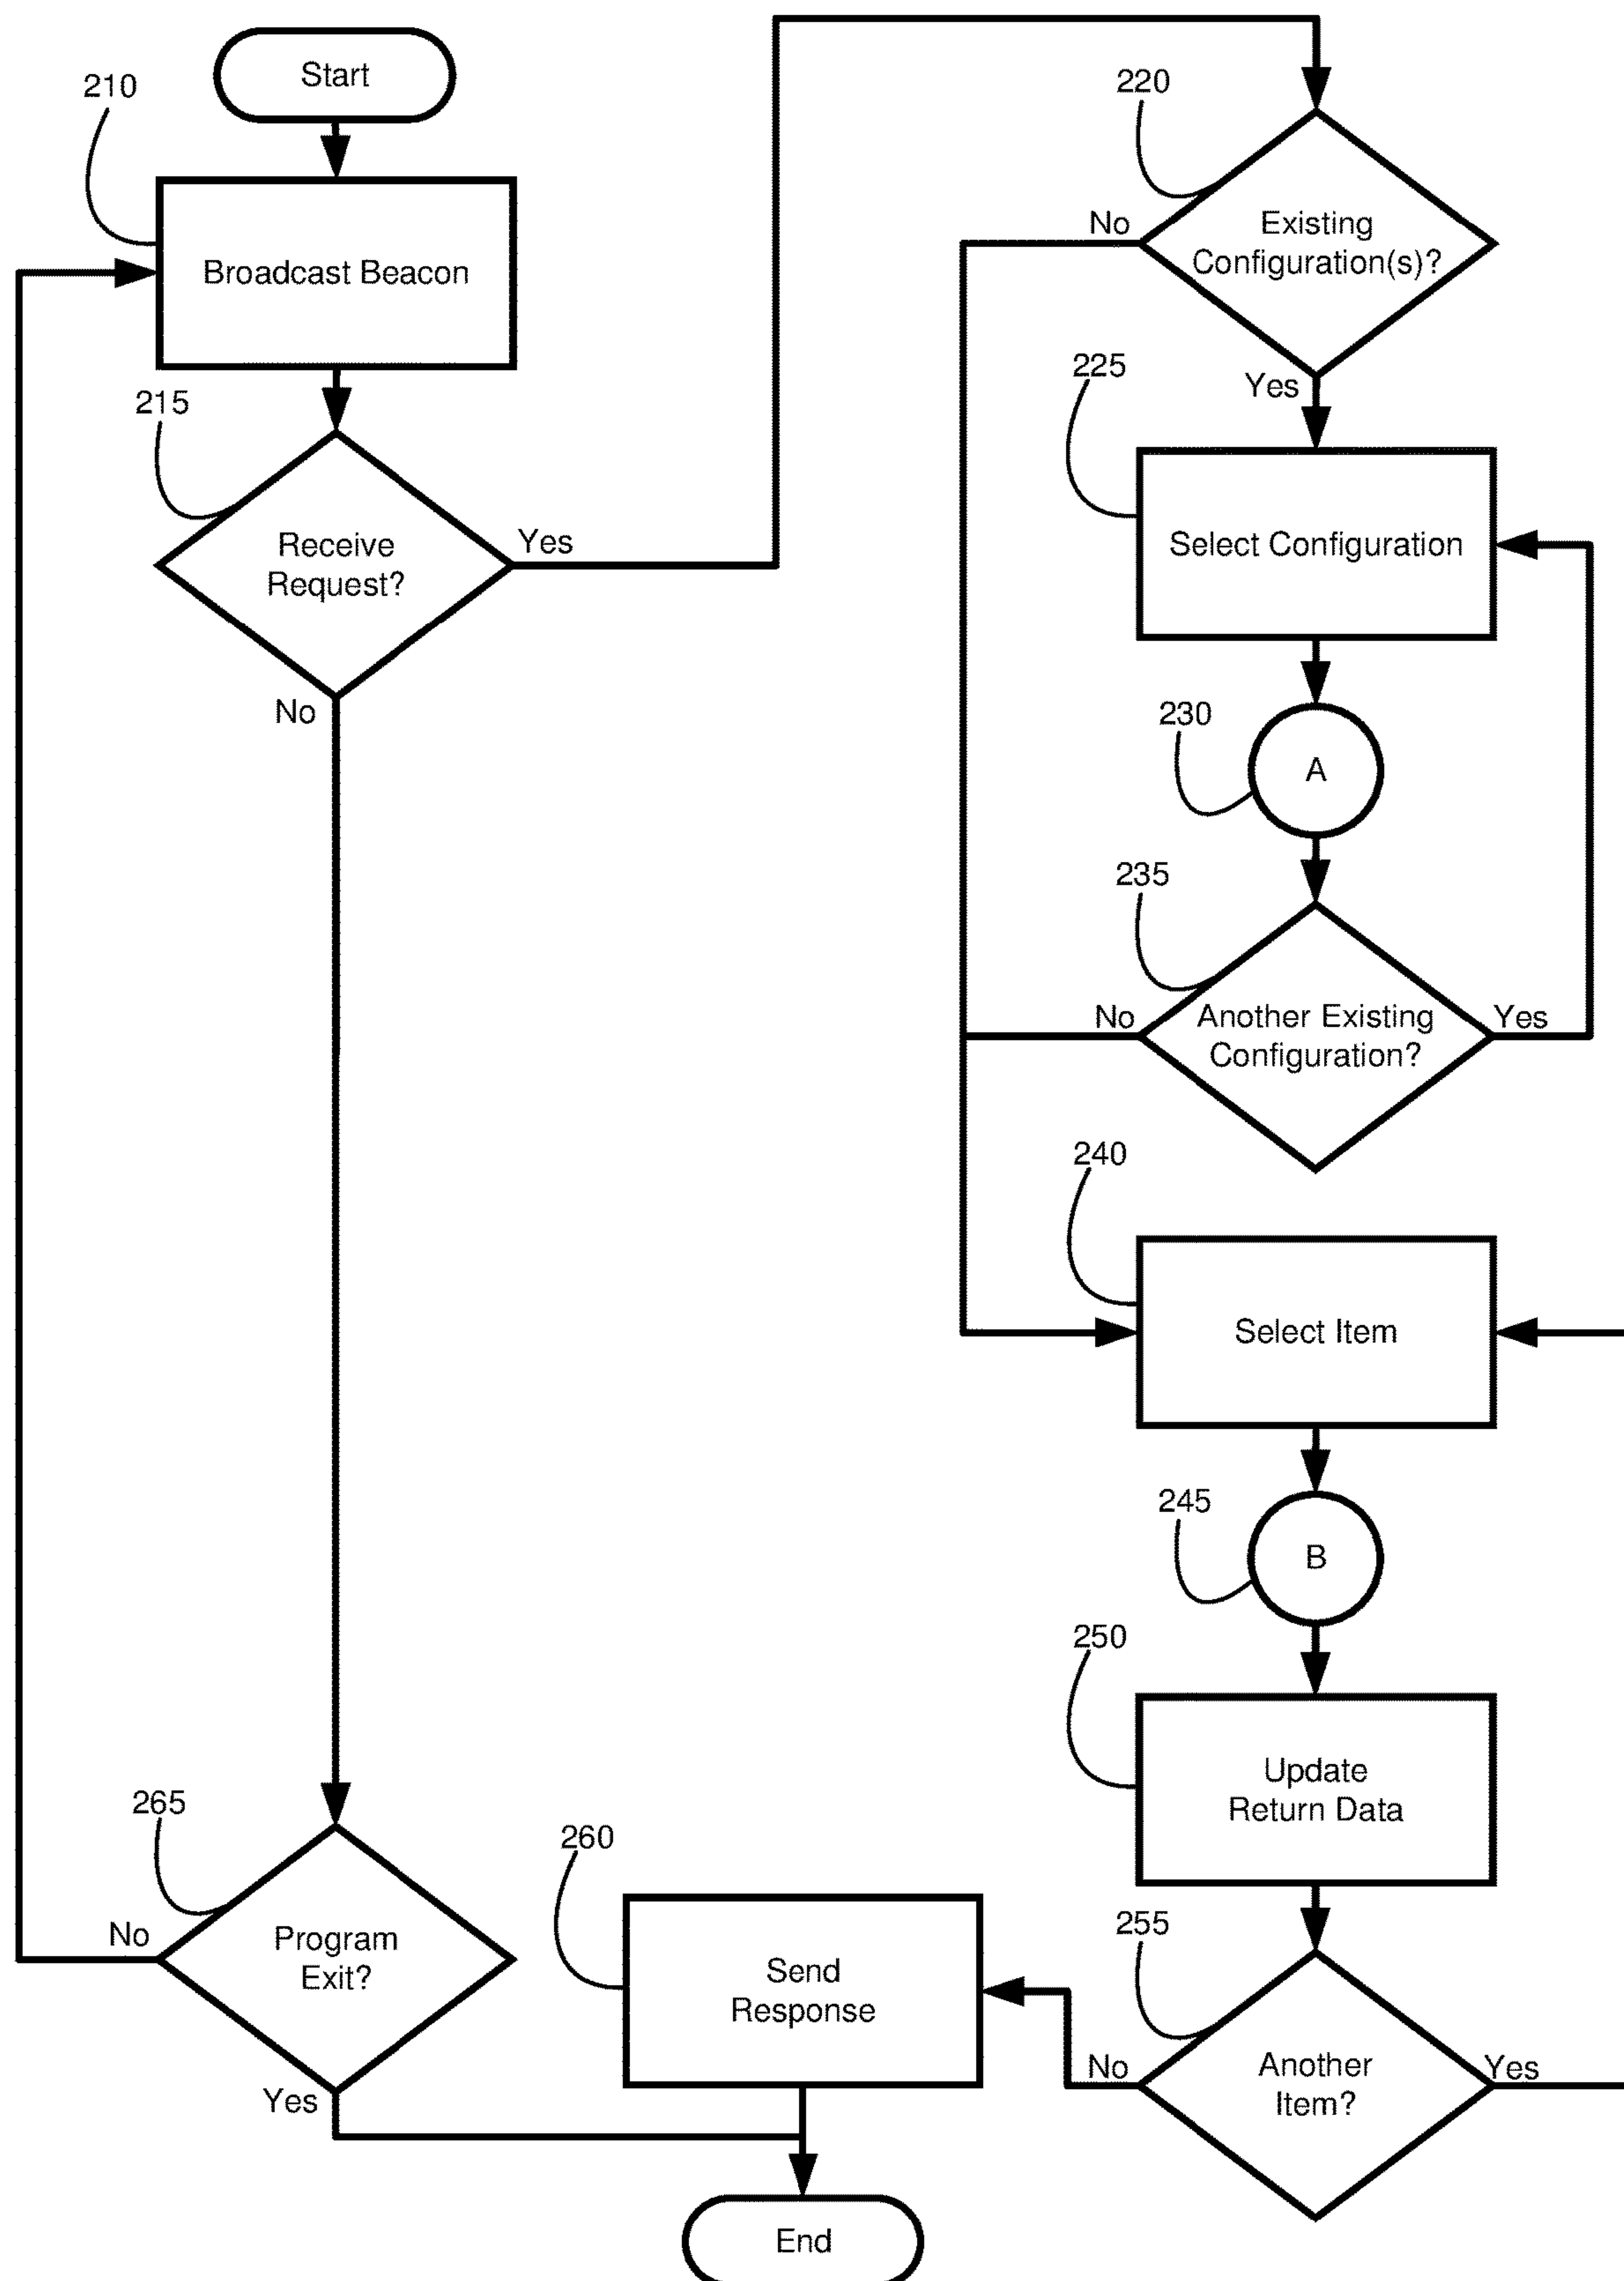 Start
210
Broadcast Beacon
215
Receive
Request?
Yes
No
220
Existing
Configuration(s)?
No
Yes
225
Select Configuration
230
A
235
Another Existing
Configuration?
No
Yes
240
Select Item
245
B
250
Update
Return Data
255
Another
Item?
No
Yes
260
Send
Response
265
Program
Exit?
No
Yes
End